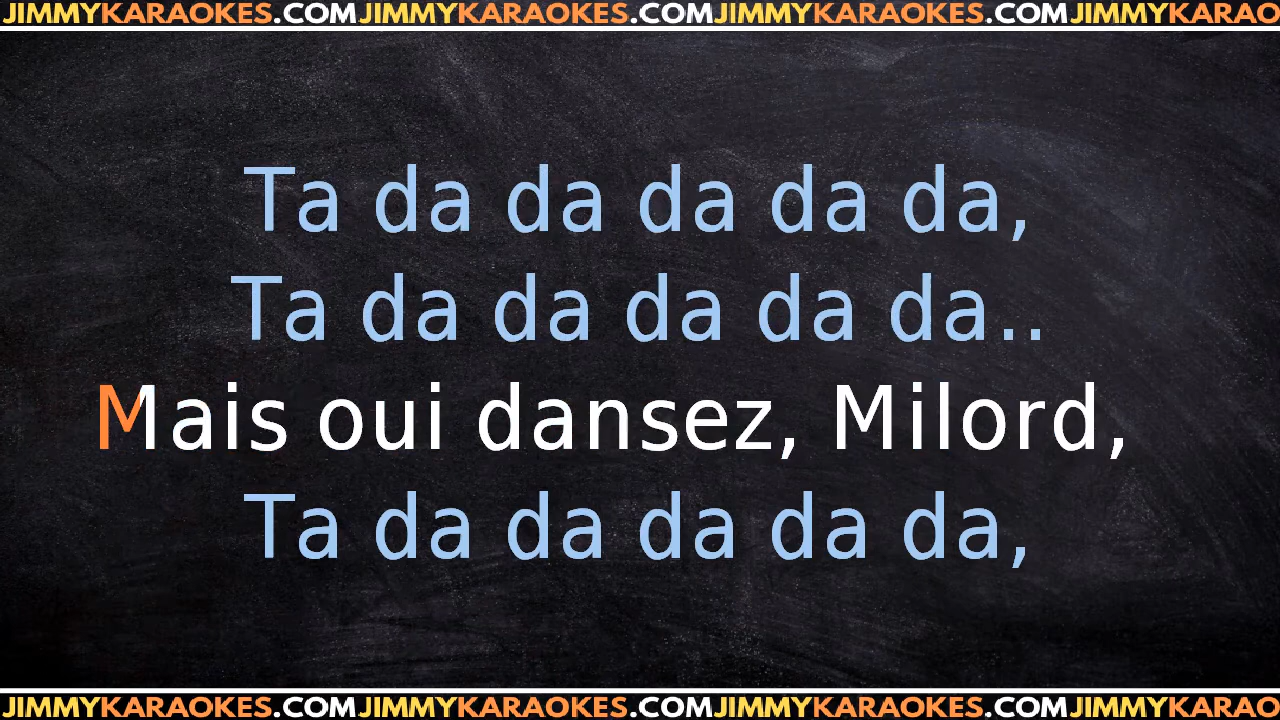 JIMMYKARAOKES.COMJIMMYKARAOKES.COMJIMMYKARAOKES.COMJIMMYKARAO
Ta da da da da da,
Ta da da da da da..
Mais oui dansez, Milord,
Ta da da da da da,
JIMMYKARAOKES.COMJIMMYKARAOKES.COMJIMMYKARAOKES.COMJIMMYKARAO